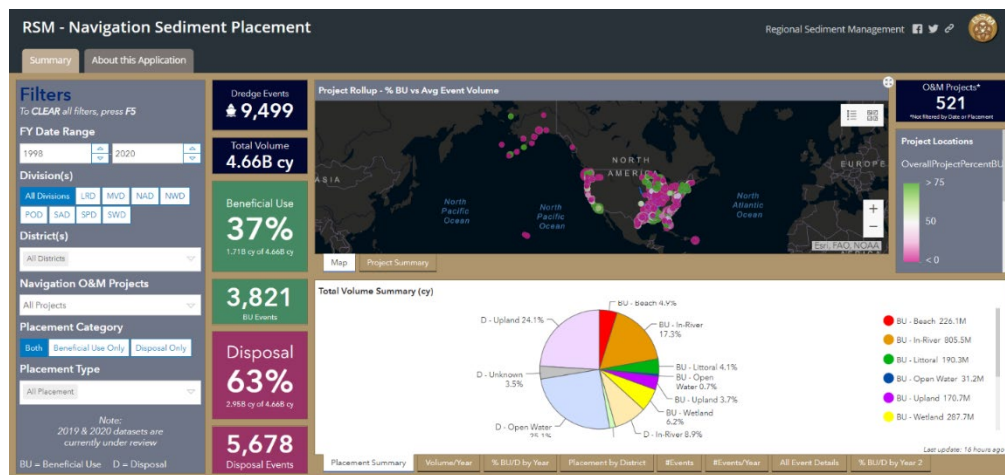 RSM - Navigation Sediment Placement
Regional Sediment Management
Summary
About this Application
Filters
To CLEAR all filters, press F5
FY Date Range
1998
2020
Division(s)
All Divisions
LRD
MVD
NAD
NWD
POD
SAD
SPD
SWD
District(s)
All Districts
Navigation O&M Projects
All Projects
Placement Category
Both
Beneficial Use Only
Disposal Only
Placement Type
All Placement
Note:
2019 & 2020 datasets are
currently under review
BU = Beneficial Use D = Disposal
Dredge Events
9,499
Total Volume
4.66B cy
Beneficial Use
37%
1.71B cy of 4.66B cy
3,821
BU Events
Disposal
63%
2.95B cy of 4.66B cy
5,678
Disposal Events
Project Rollup - % BU vs Avg Event Volume
ASIA
NORTH
AMERICA
EUROPE
North
Pacific
Ocean
North
Pacific
Ocean
North
Atlantic
Ocean
+
−
Esri, FAO, NOAA
Map
Project Summary
O&M Projects*
521
*Not filtered by Date or Placement
Project Locations
OverallProjectPercentBU
> 75
50
< 0
Total Volume Summary (cy)
BU - Beach 4.9%
BU - In-River
17.3%
BU - Littoral 4.1%
BU - Open
Water 0.7%
BU - Upland 3.7%
BU - Wetland
6.2%
D - In-River 8.9%
D - Open Water
25.1%
D - Unknown
3.5%
D - Upland 24.1%
BU - Beach 226.1M
BU - In-River 805.5M
BU - Littoral 190.3M
BU - Open Water 31.2M
BU - Upland 170.7M
BU - Wetland 287.7M
Last update: 16 hours ago
Placement Summary
Volume/Year
% BU/D by Year
Placement by District
#Events
#Events/Year
All Event Details
% BU/D by Year 2